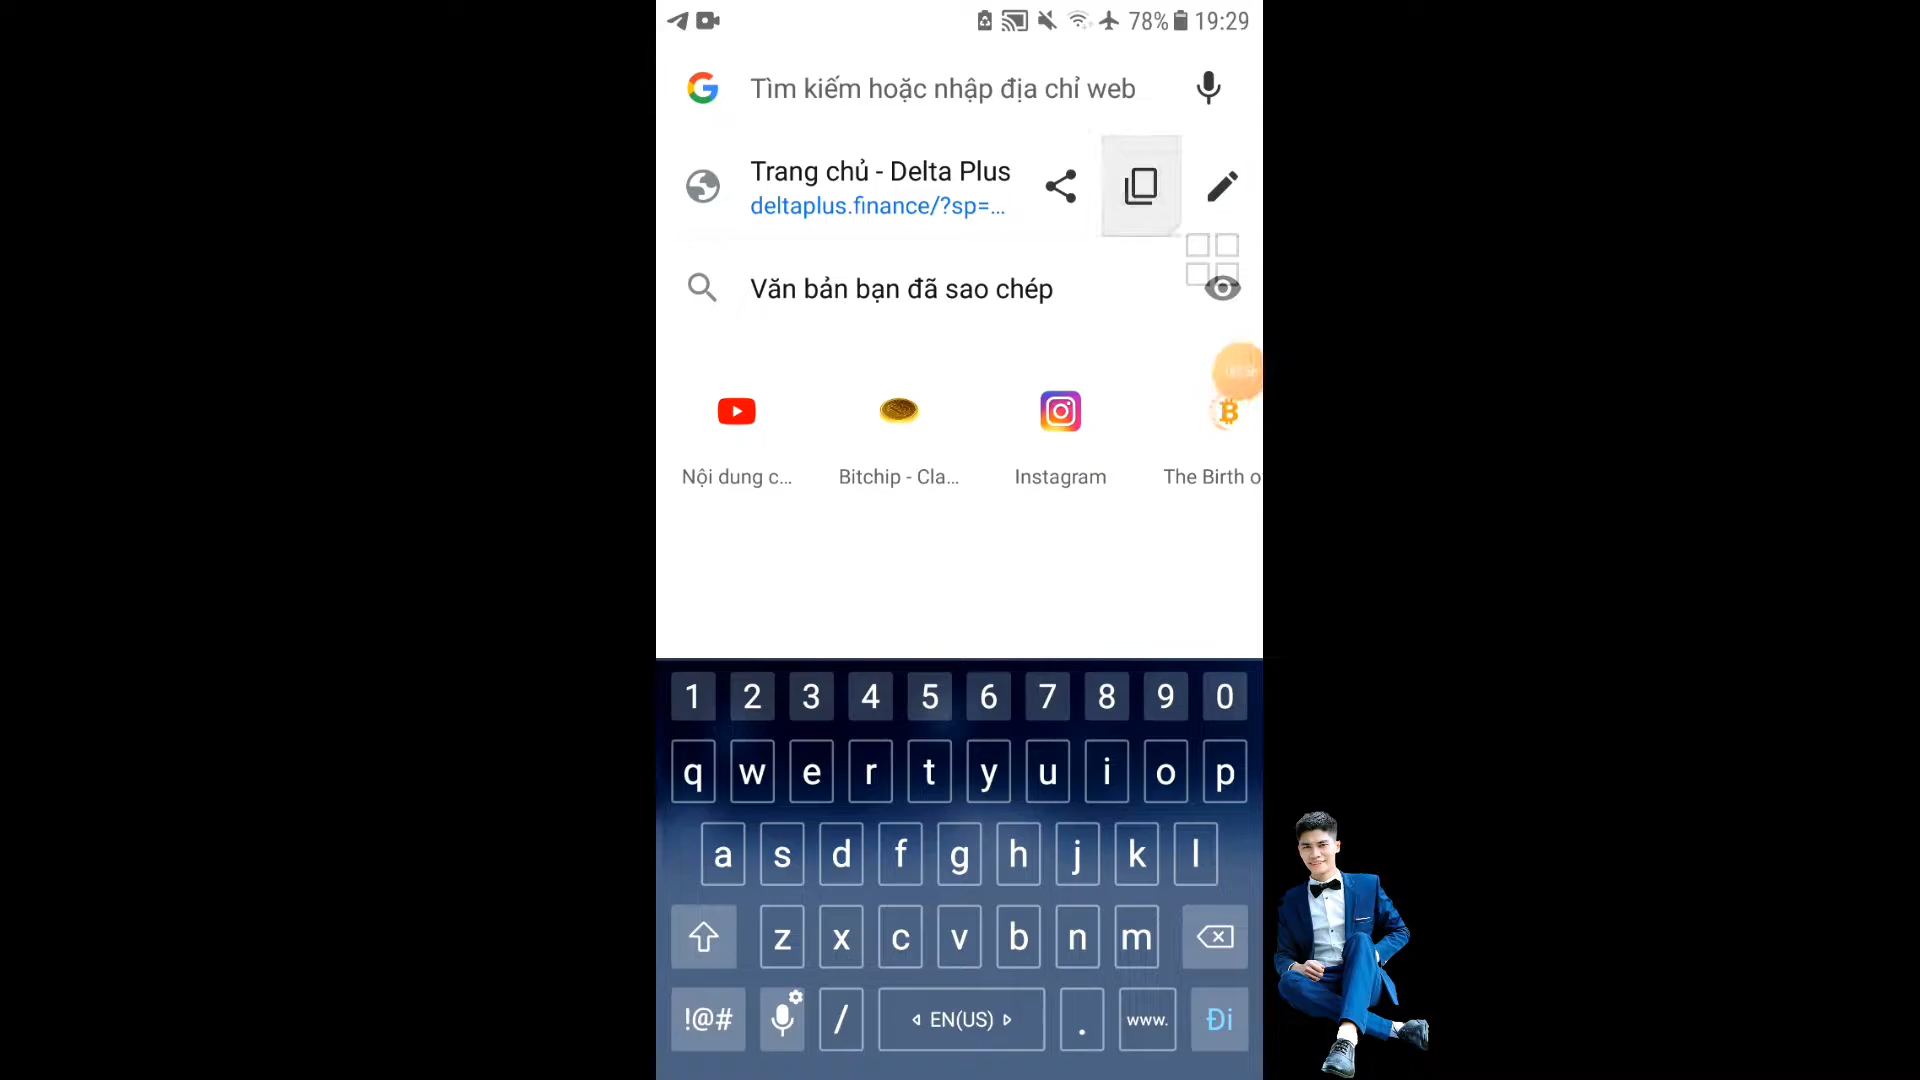 78% 19:29
Tìm kiếm hoặc nhập địa chỉ web
Trang chủ - Delta Plus
deltaplus.finance/?sp=...
Văn bản bạn đã sao chép
Nội dung c...
Bitchip - Cla...
Instagram
The Birth o
1 2 3 4 5 6 7 8 9 0
q w e r t y u i o p
a s d f g h j k l
z x c v b n m
!@# / EN(US) . www. Đi